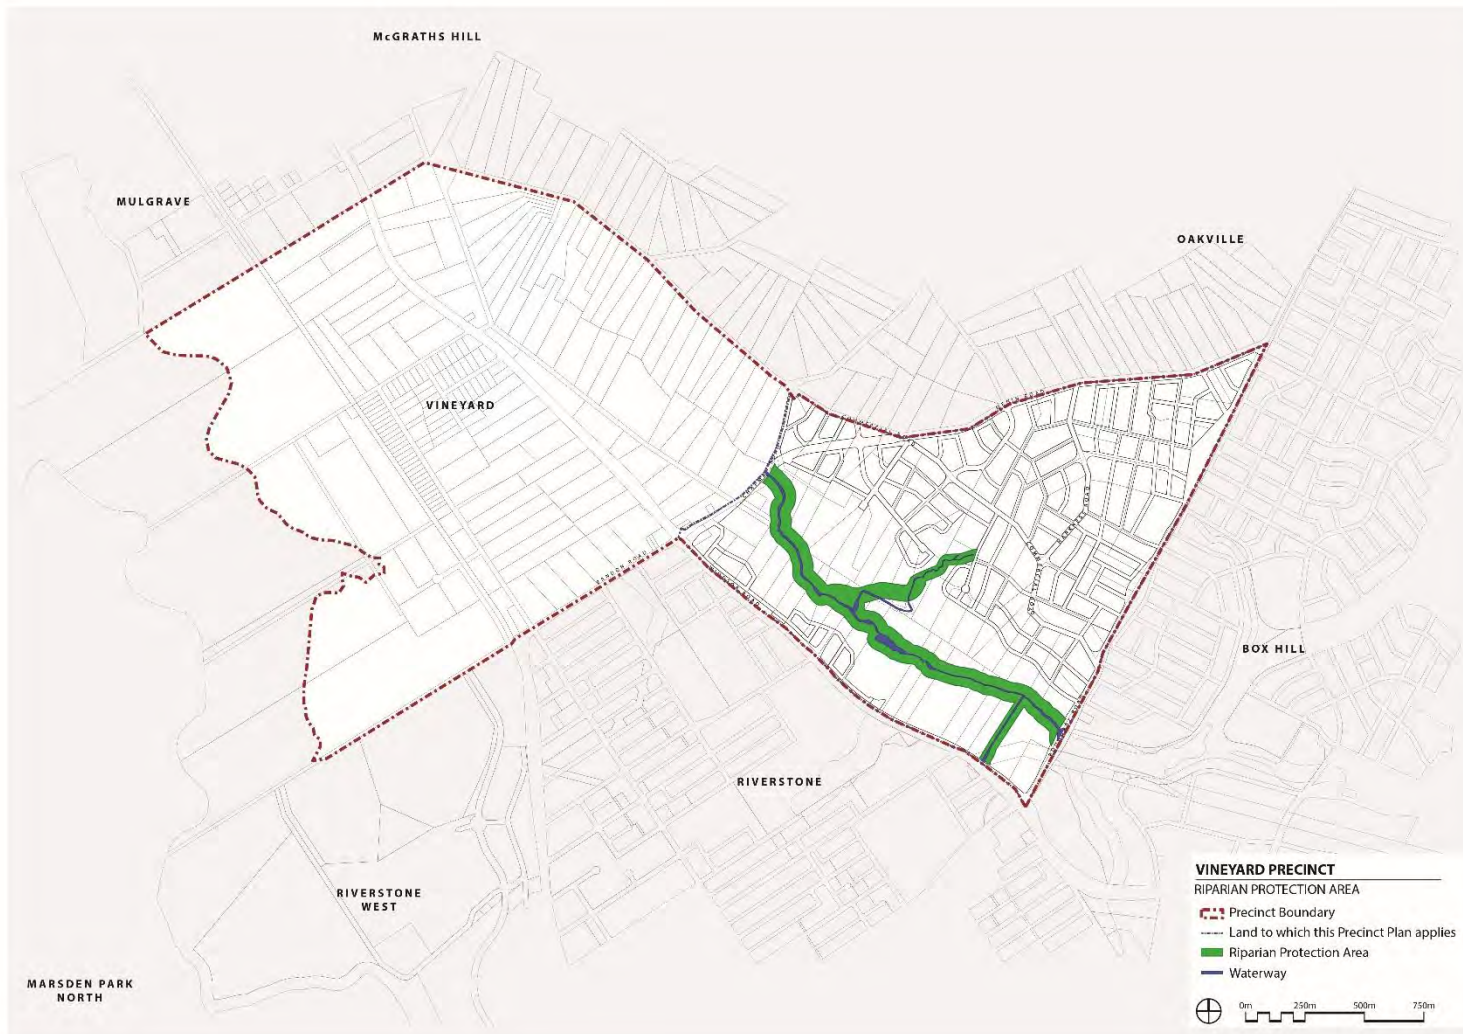 McGRATHS HILL
MULGRAVE
OAKVILLE
VINEYARD
BOX HILL
RIVERSTONE
RIVERSTONE
WEST
MARSDEN PARK
NORTH
VINEYARD PRECINCT
RIPARIAN PROTECTION AREA
Precinct Boundary
Land to which this Precinct Plan applies
Riparian Protection Area
Waterway
0m 250m 500m 750m